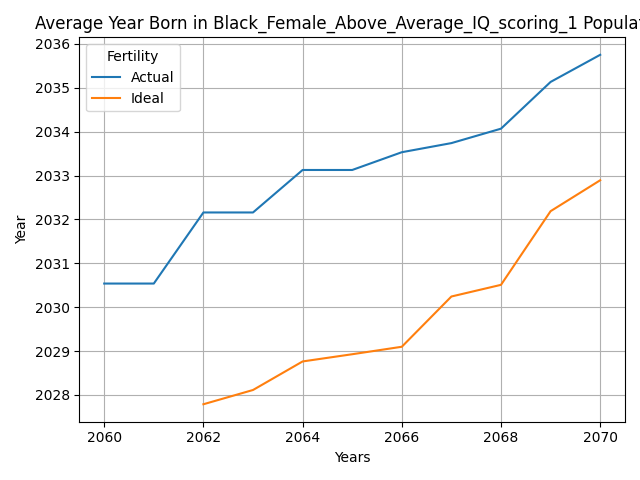 Average Year Born in Black_Female_Above_Average_IQ_scoring_1 Populat
2036
2035
2034
2033
2032
2031
2030
2029
2028
Year
Fertility
Actual
Ideal
2060 2062 2064 2066 2068 2070
Years